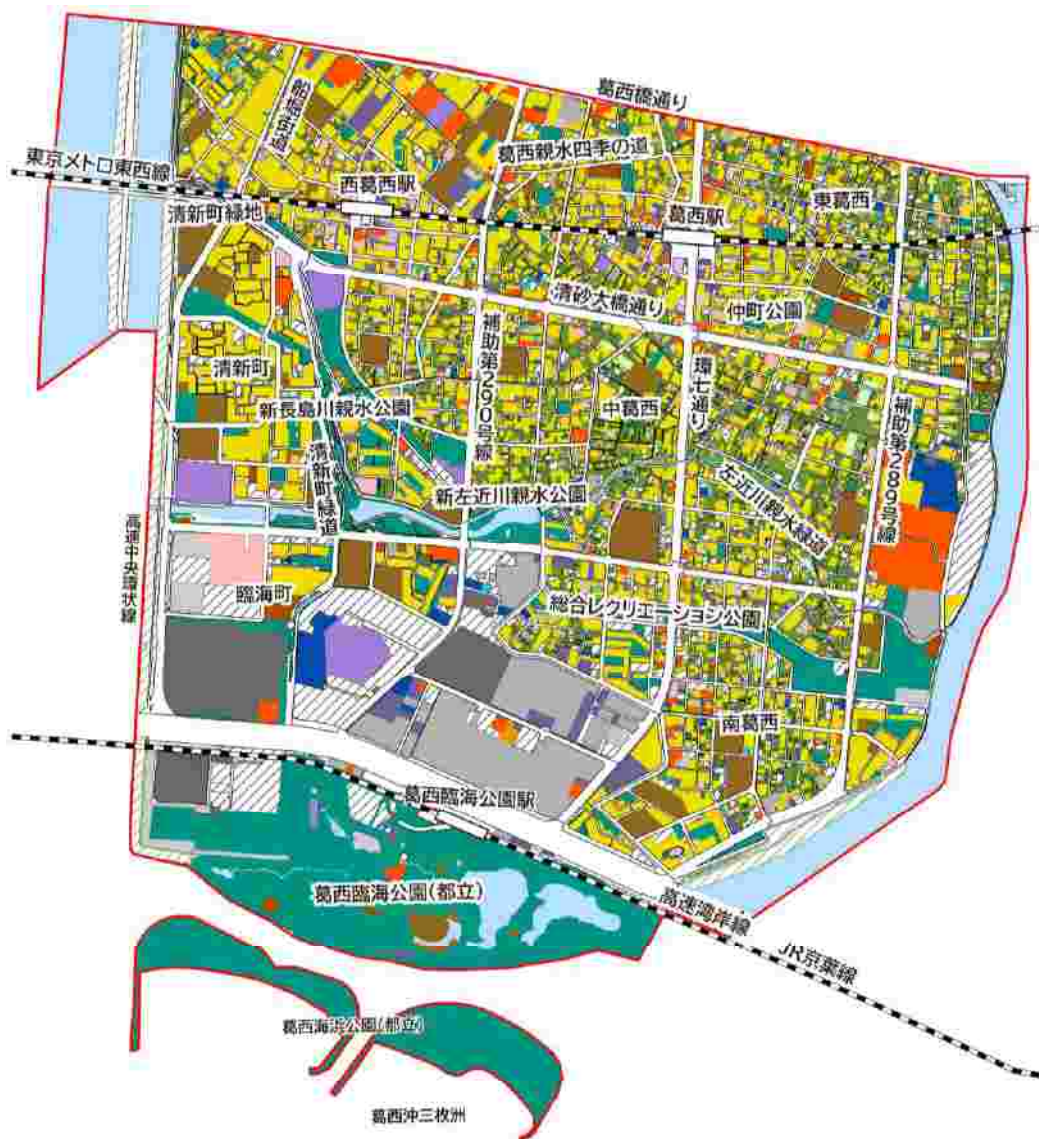 葛西橋通り
船堀街道
葛西親水四季の道
東京メトロ東西線
西葛西駅
東葛西
清新町緑地
葛西駅
清砂大橋通り
仲町公園
補助第290号線
清新町
環七通り
中葛西
新長島川親水公園
補助第289号線
清新町緑道
新左近川親水公園
左近川親水緑道
高速中央環状線
臨海町
総合レクリエーション公園
南葛西
葛西臨海公園駅
葛西臨海公園(都立)
高速湾岸線
JR京葉線
葛西海浜公園(都立)
葛西沖三枚洲